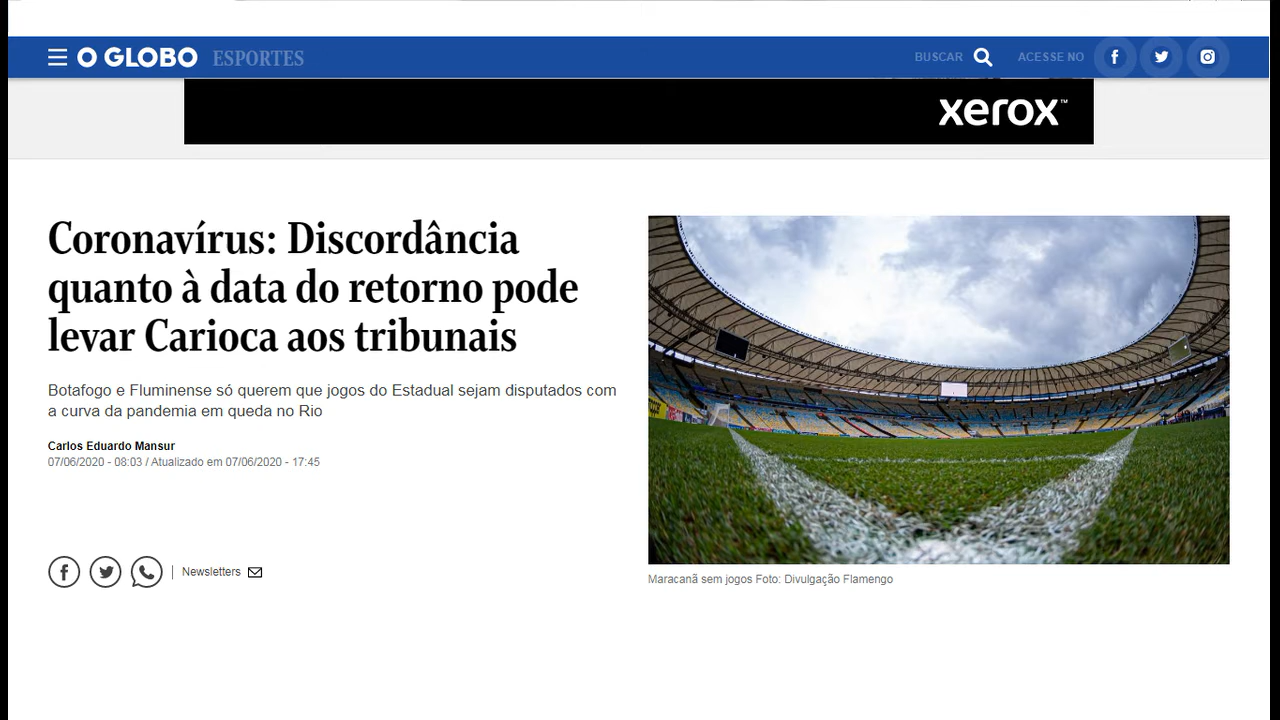 O GLOBO ESPORTES BUSCAR ACESSE NO
xerox™
Coronavírus: Discordância
quanto à data do retorno pode
levar Carioca aos tribunais
Botafogo e Fluminense só querem que jogos do Estadual sejam disputados com
a curva da pandemia em queda no Rio
Carlos Eduardo Mansur
07/06/2020 - 08:03 / Atualizado em 07/06/2020 - 17:45
Newsletters
Maracanã sem jogos Foto: Divulgação Flamengo